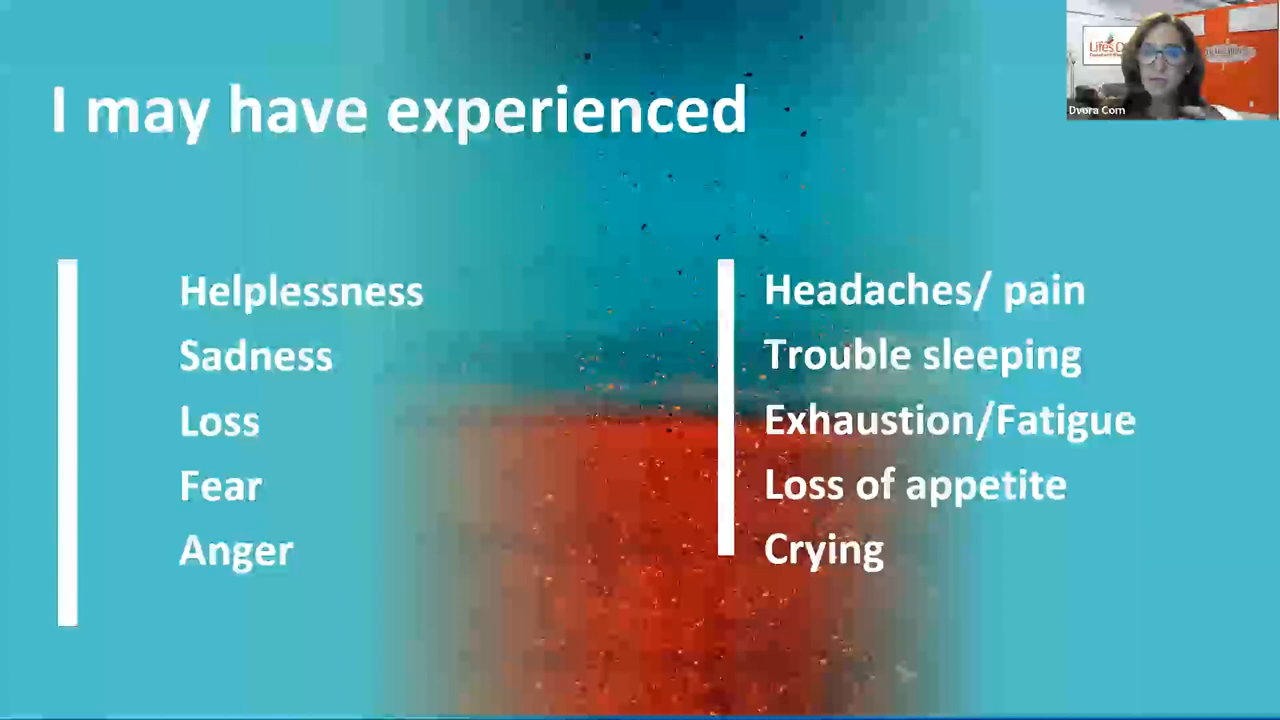 I may have experienced
Helplessness
Sadness
Loss
Fear
Anger
Headaches/ pain
Trouble sleeping
Exhaustion/Fatigue
Loss of appetite
Crying
Life's D
Dvora Corn